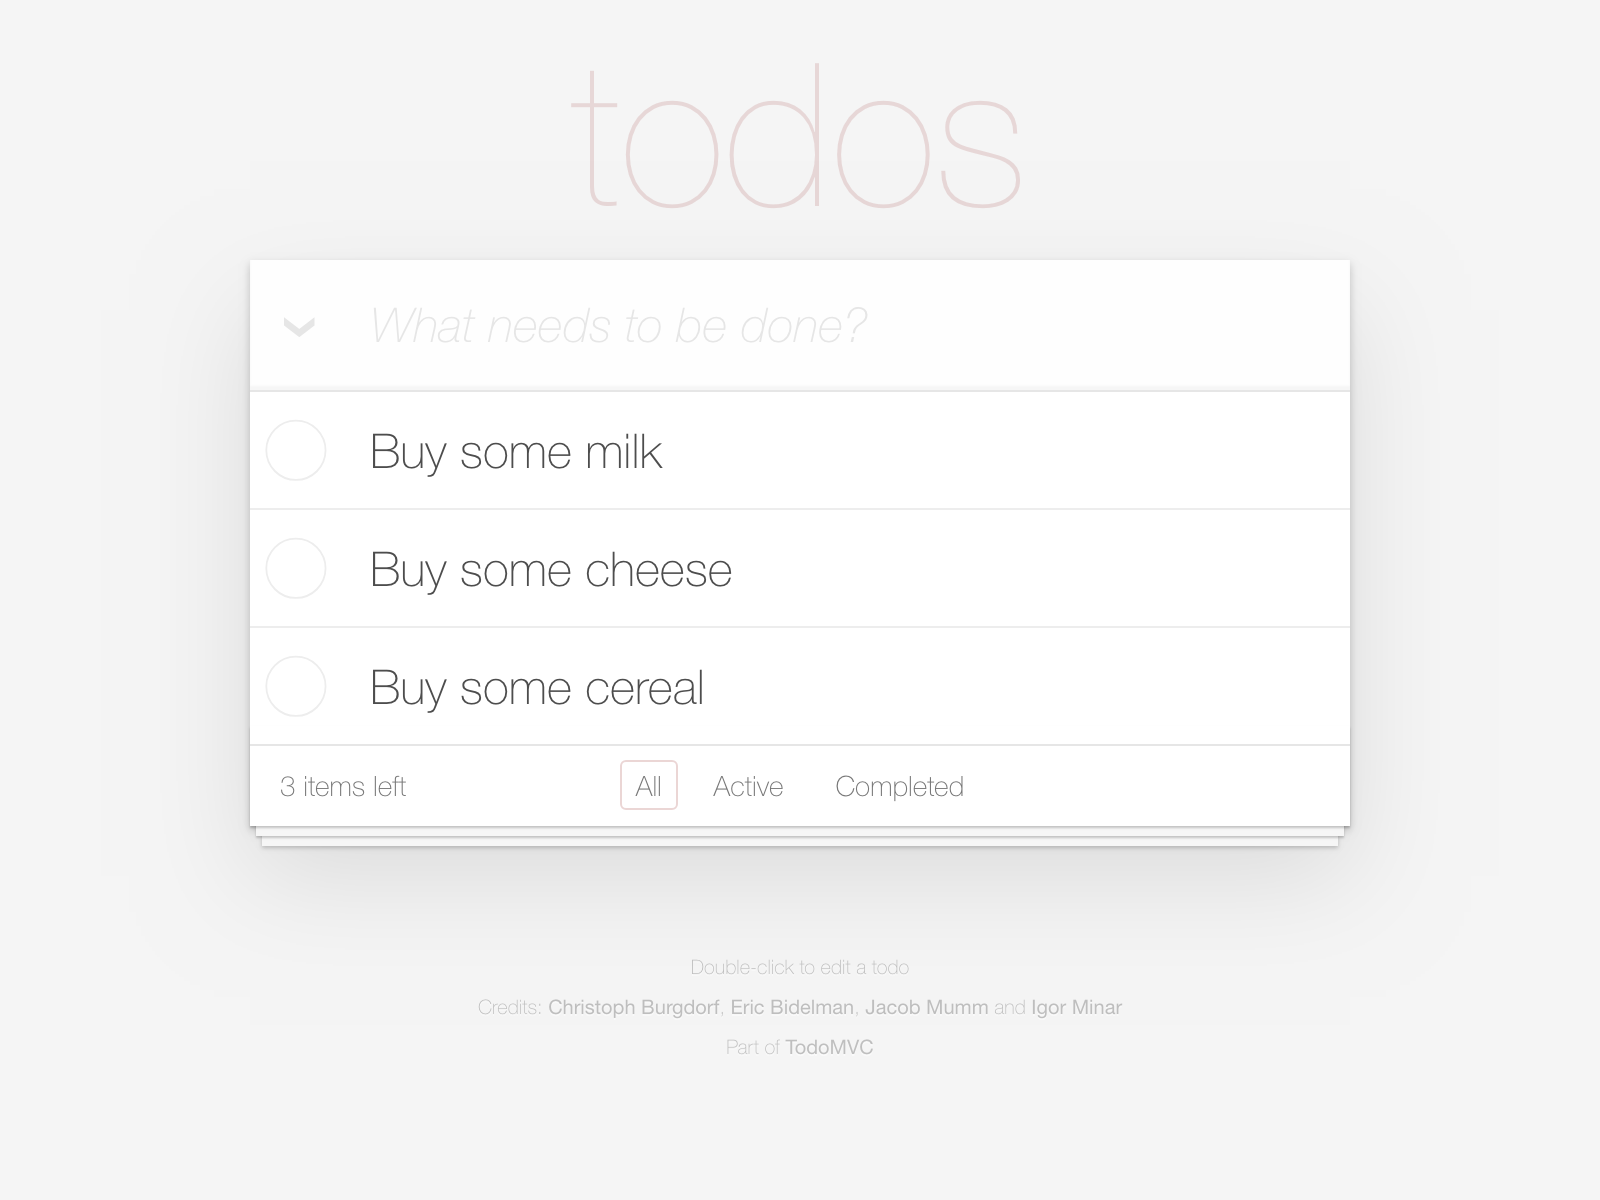 todos
What needs to be done?
Buy some milk
Buy some cheese
Buy some cereal
3 items left All Active Completed
Double-click to edit a todo
Credits: Christoph Burgdorf, Eric Bidelman, Jacob Mumm and Igor Minar
Part of TodoMVC